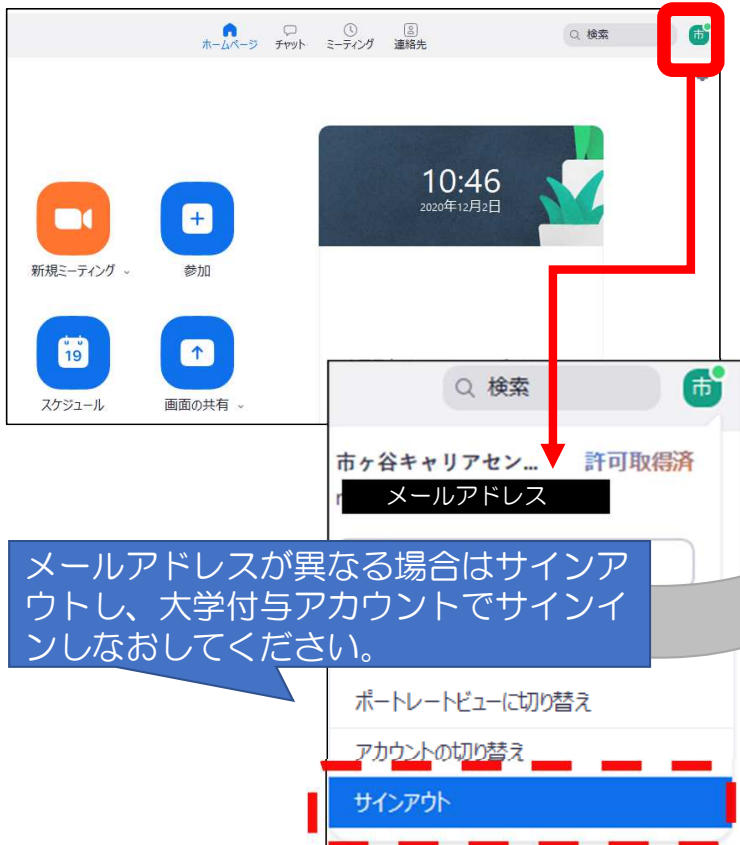 ホームページ チャット ミーティング 連絡先 検索 市
10:46
2020年12月2日
新規ミーティング 参加
19
スケジュール 画面の共有
検索 市
市ヶ谷キャリアセン... 許可取得済
メールアドレス
メールアドレスが異なる場合はサインア
ウトし、大学付与アカウントでサインイ
ンしなおしてください。
ポートレートビューに切り替え
アカウントの切り替え
サインアウト